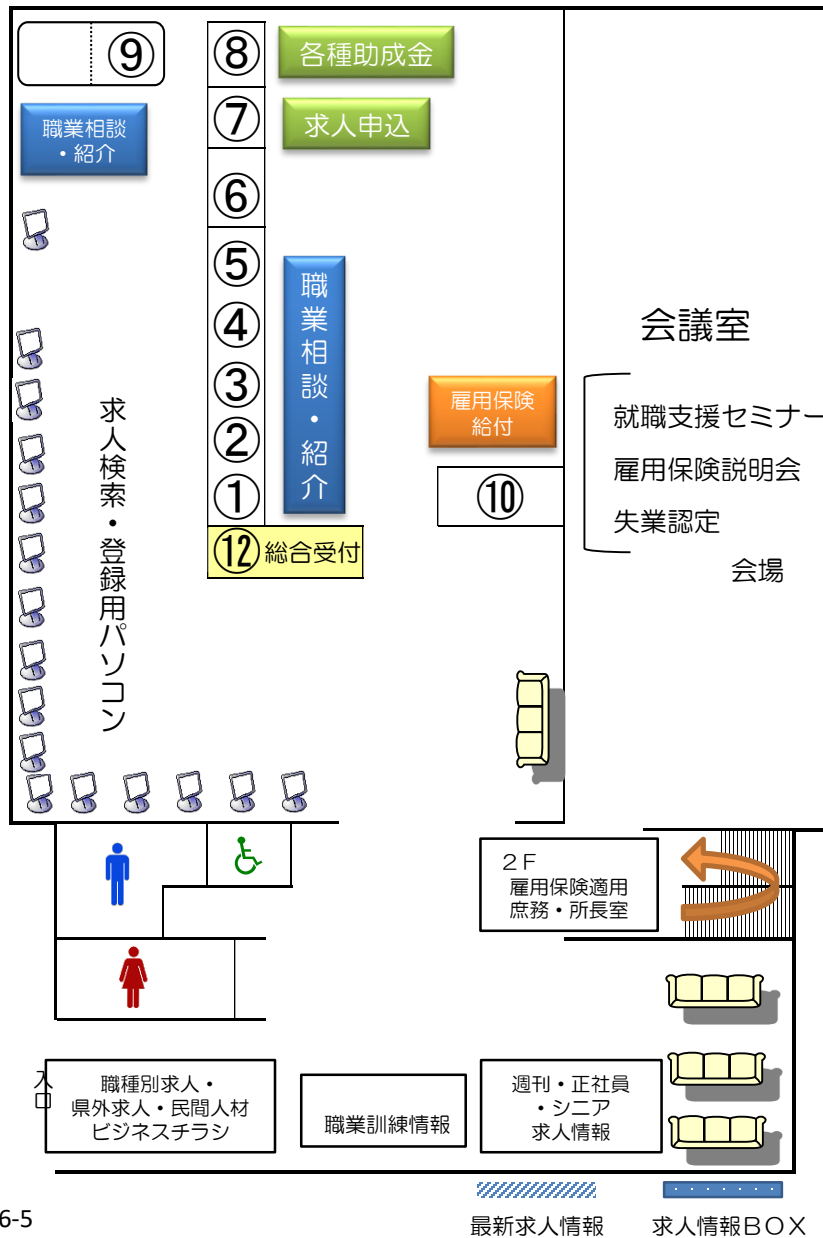 ⑨
⑧
各種助成金
職業相談
・紹介
⑦
求人申込
⑥
⑤
④
③
②
①
職業相談・紹介
⑫総合受付
求人検索・登録用パソコン
雇用保険
給付
⑩
会議室
就職支援セミナー
雇用保険説明会
失業認定
会場
2F
雇用保険適用
庶務・所長室
入口
職種別求人・
県外求人・民間人材
ビジネスチラシ
職業訓練情報
週刊・正社員
・シニア
求人情報
最新求人情報
求人情報BOX
6-5